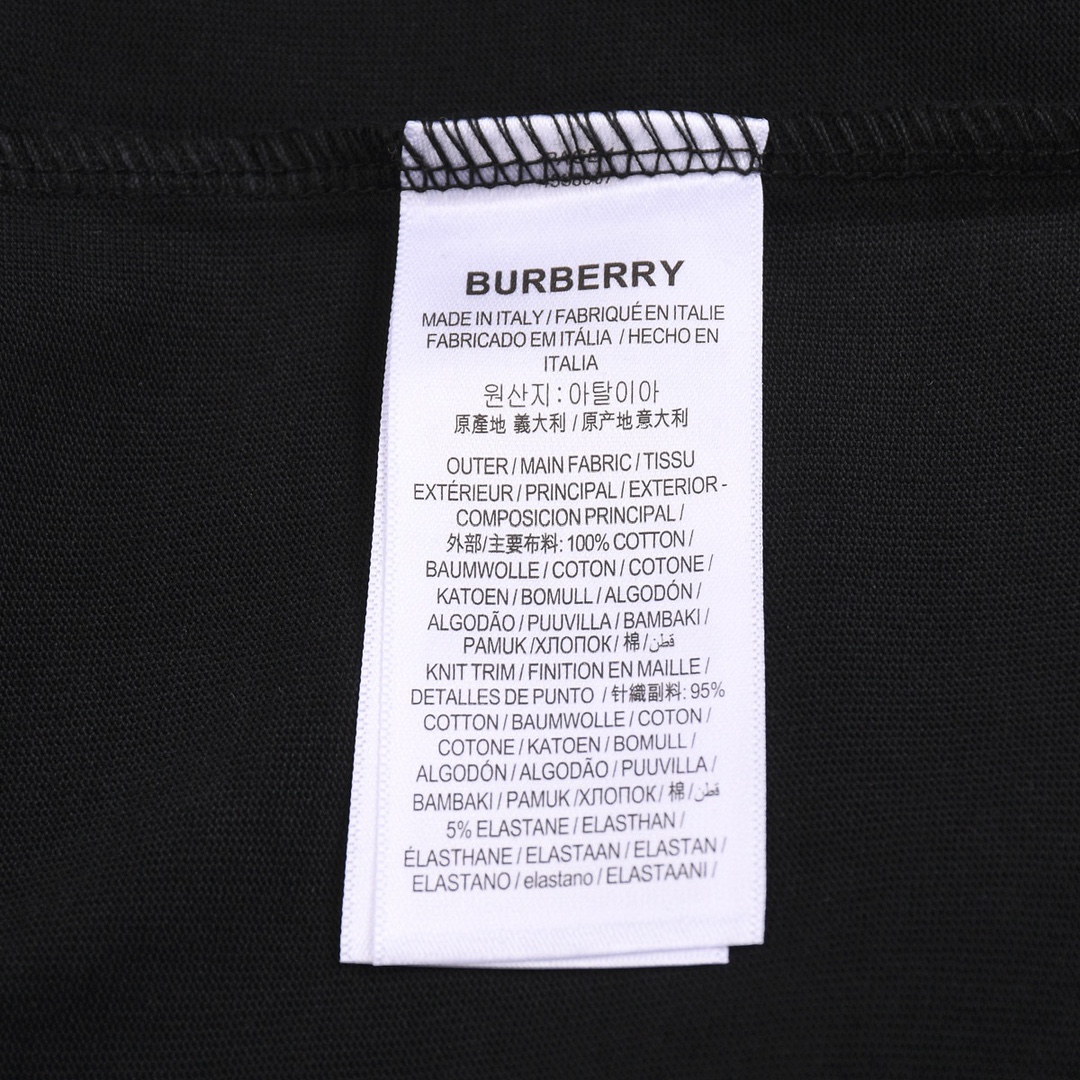 BURBERRY
MADE IN ITALY / FABRIQUÉ EN ITALIE
FABRICADO EM ITÁLIA / HECHO EN
ITALIA
원산지 : 아탈이아
原產地 義大利 / 原产地意大利
OUTER / MAIN FABRIC / TISSU
EXTÉRIEUR / PRINCIPAL / EXTERIOR -
COMPOSICION PRINCIPAL /
外部/主要布料: 100% COTTON /
BAUMWOLLE / COTON / COTONE /
KATOEN / BOMULL / ALGODÓN /
ALGODÃO / PUUVILLA / BAMBAKI /
PAMUK /ХЛОПОК/ 棉 /قطن
KNIT TRIM / FINITION EN MAILLE /
DETALLES DE PUNTO / 针織副料: 95%
COTTON / BAUMWOLLE / COTON /
COTONE / KATOEN / BOMULL /
ALGODÓN / ALGODÃO / PUUVILLA /
BAMBAKI / PAMUK /ХЛОПОК/ 棉 /قطن
5% ELASTANE / ELASTHAN /
ÉLASTHANE / ELASTAAN / ELASTAN /
ELASTANO / elastano / ELASTAANI /